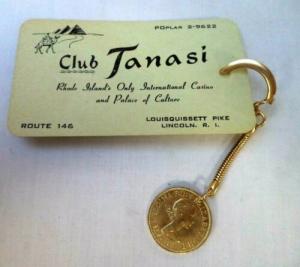 POPLAR 2-9622
Club Tanasi
Rhode Island's Only International Casino
and Palace of Culture
ROUTE 146
LOUISQUISSETT PIKE
LINCOLN, R. I.